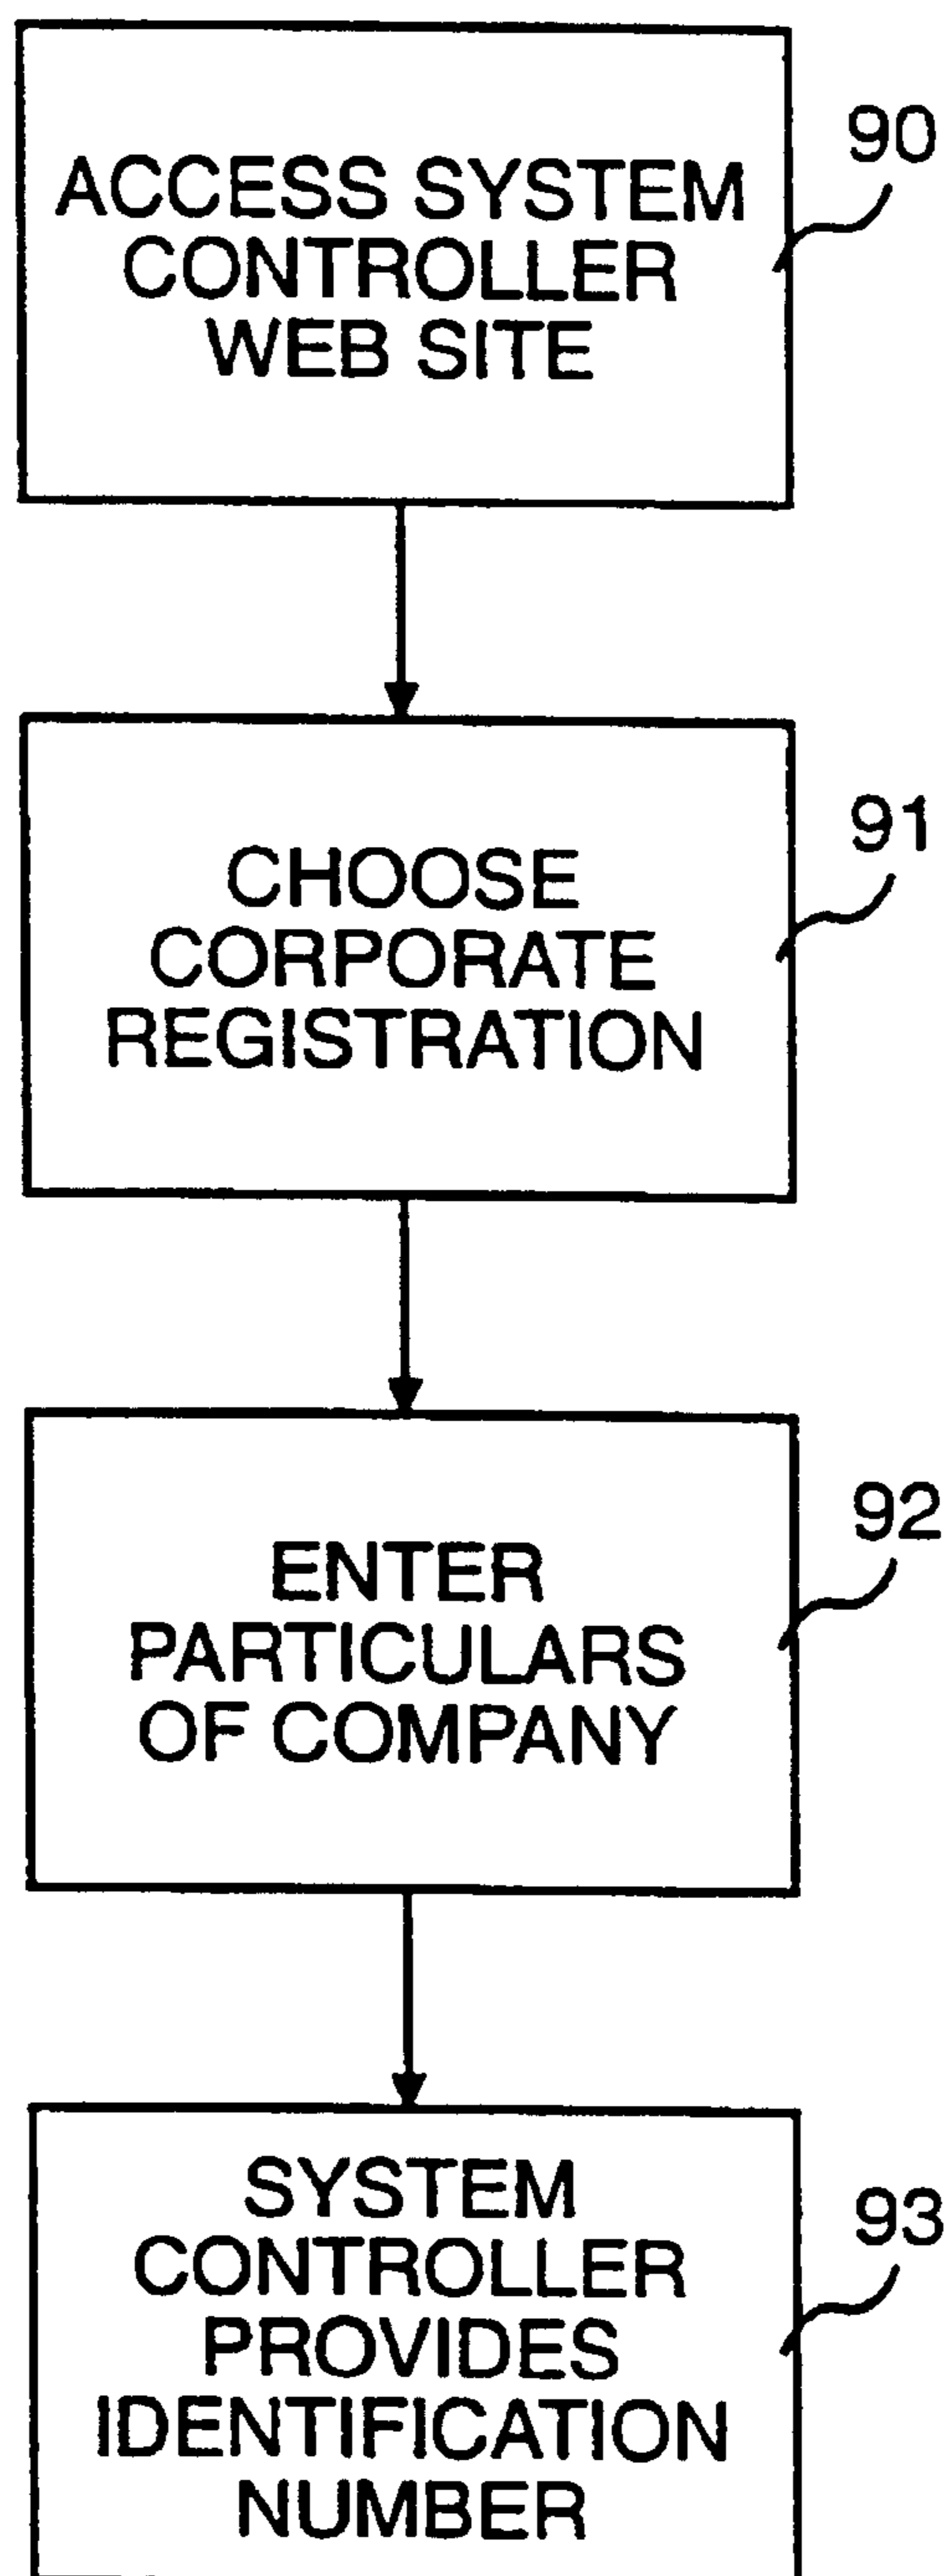 ACCESS SYSTEM
CONTROLLER
WEB SITE
90
CHOOSE
CORPORATE
REGISTRATION
91
ENTER
PARTICULARS
OF COMPANY
92
SYSTEM
CONTROLLER
PROVIDES
IDENTIFICATION
NUMBER
93